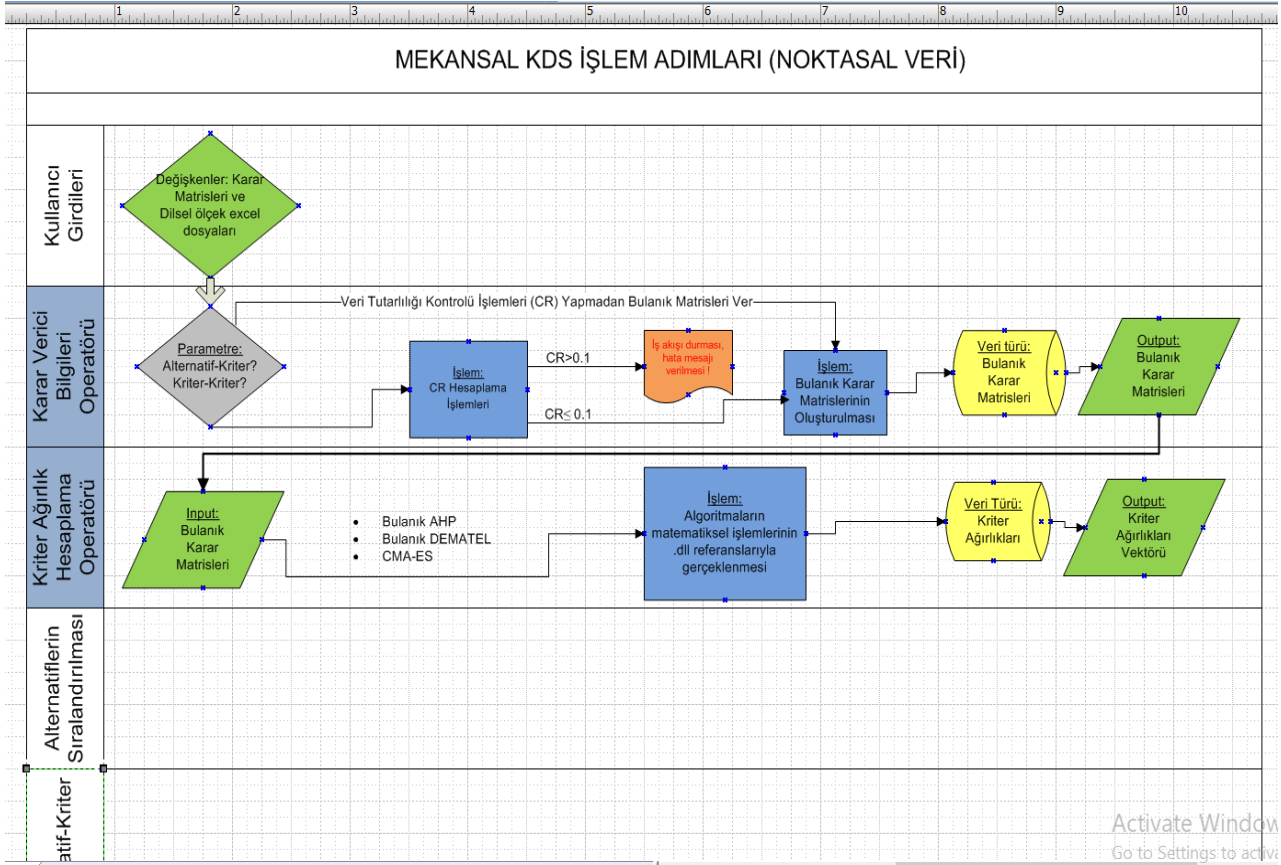 1 2 3 4 5 6 7 8 9 10
MEKANSAL KDS İŞLEM ADIMLARI (NOKTASAL VERİ)
Kullanıcı
Girdileri
Değişkenler: Karar
Matrisleri ve
Dilsel ölçek excel
dosyaları
Karar Verici
Bilgileri
Operatörü
Veri Tutarlılığı Kontrolü İşlemleri (CR) Yapmadan Bulanık Matrisleri Ver
Parametre:
Alternatif-Kriter?
Kriter-Kriter?
İşlem:
CR Hesaplama
İşlemleri
CR>0.1
CR≤ 0.1
İş akışı durması,
hata mesajı
verilmesi !
İşlem:
Bulanık Karar
Matrislerinin
Oluşturulması
Veri türü:
Bulanık
Karar
Matrisleri
Output:
Bulanık
Karar
Matrisleri
Kriter Ağırlık
Hesaplama
Operatörü
Input:
Bulanık
Karar
Matrisleri
• Bulanık AHP
• Bulanık DEMATEL
• CMA-ES
İşlem:
Algoritmaların
matematiksel işlemlerinin
.dll referanslarıyla
gerçeklenmesi
Veri Türü:
Kriter
Ağırlıkları
Output:
Kriter
Ağırlıkları
Vektörü
Alternatiflerin
Sıralandırılması
atif-Kriter
Activate Window
Go to Settings to activa